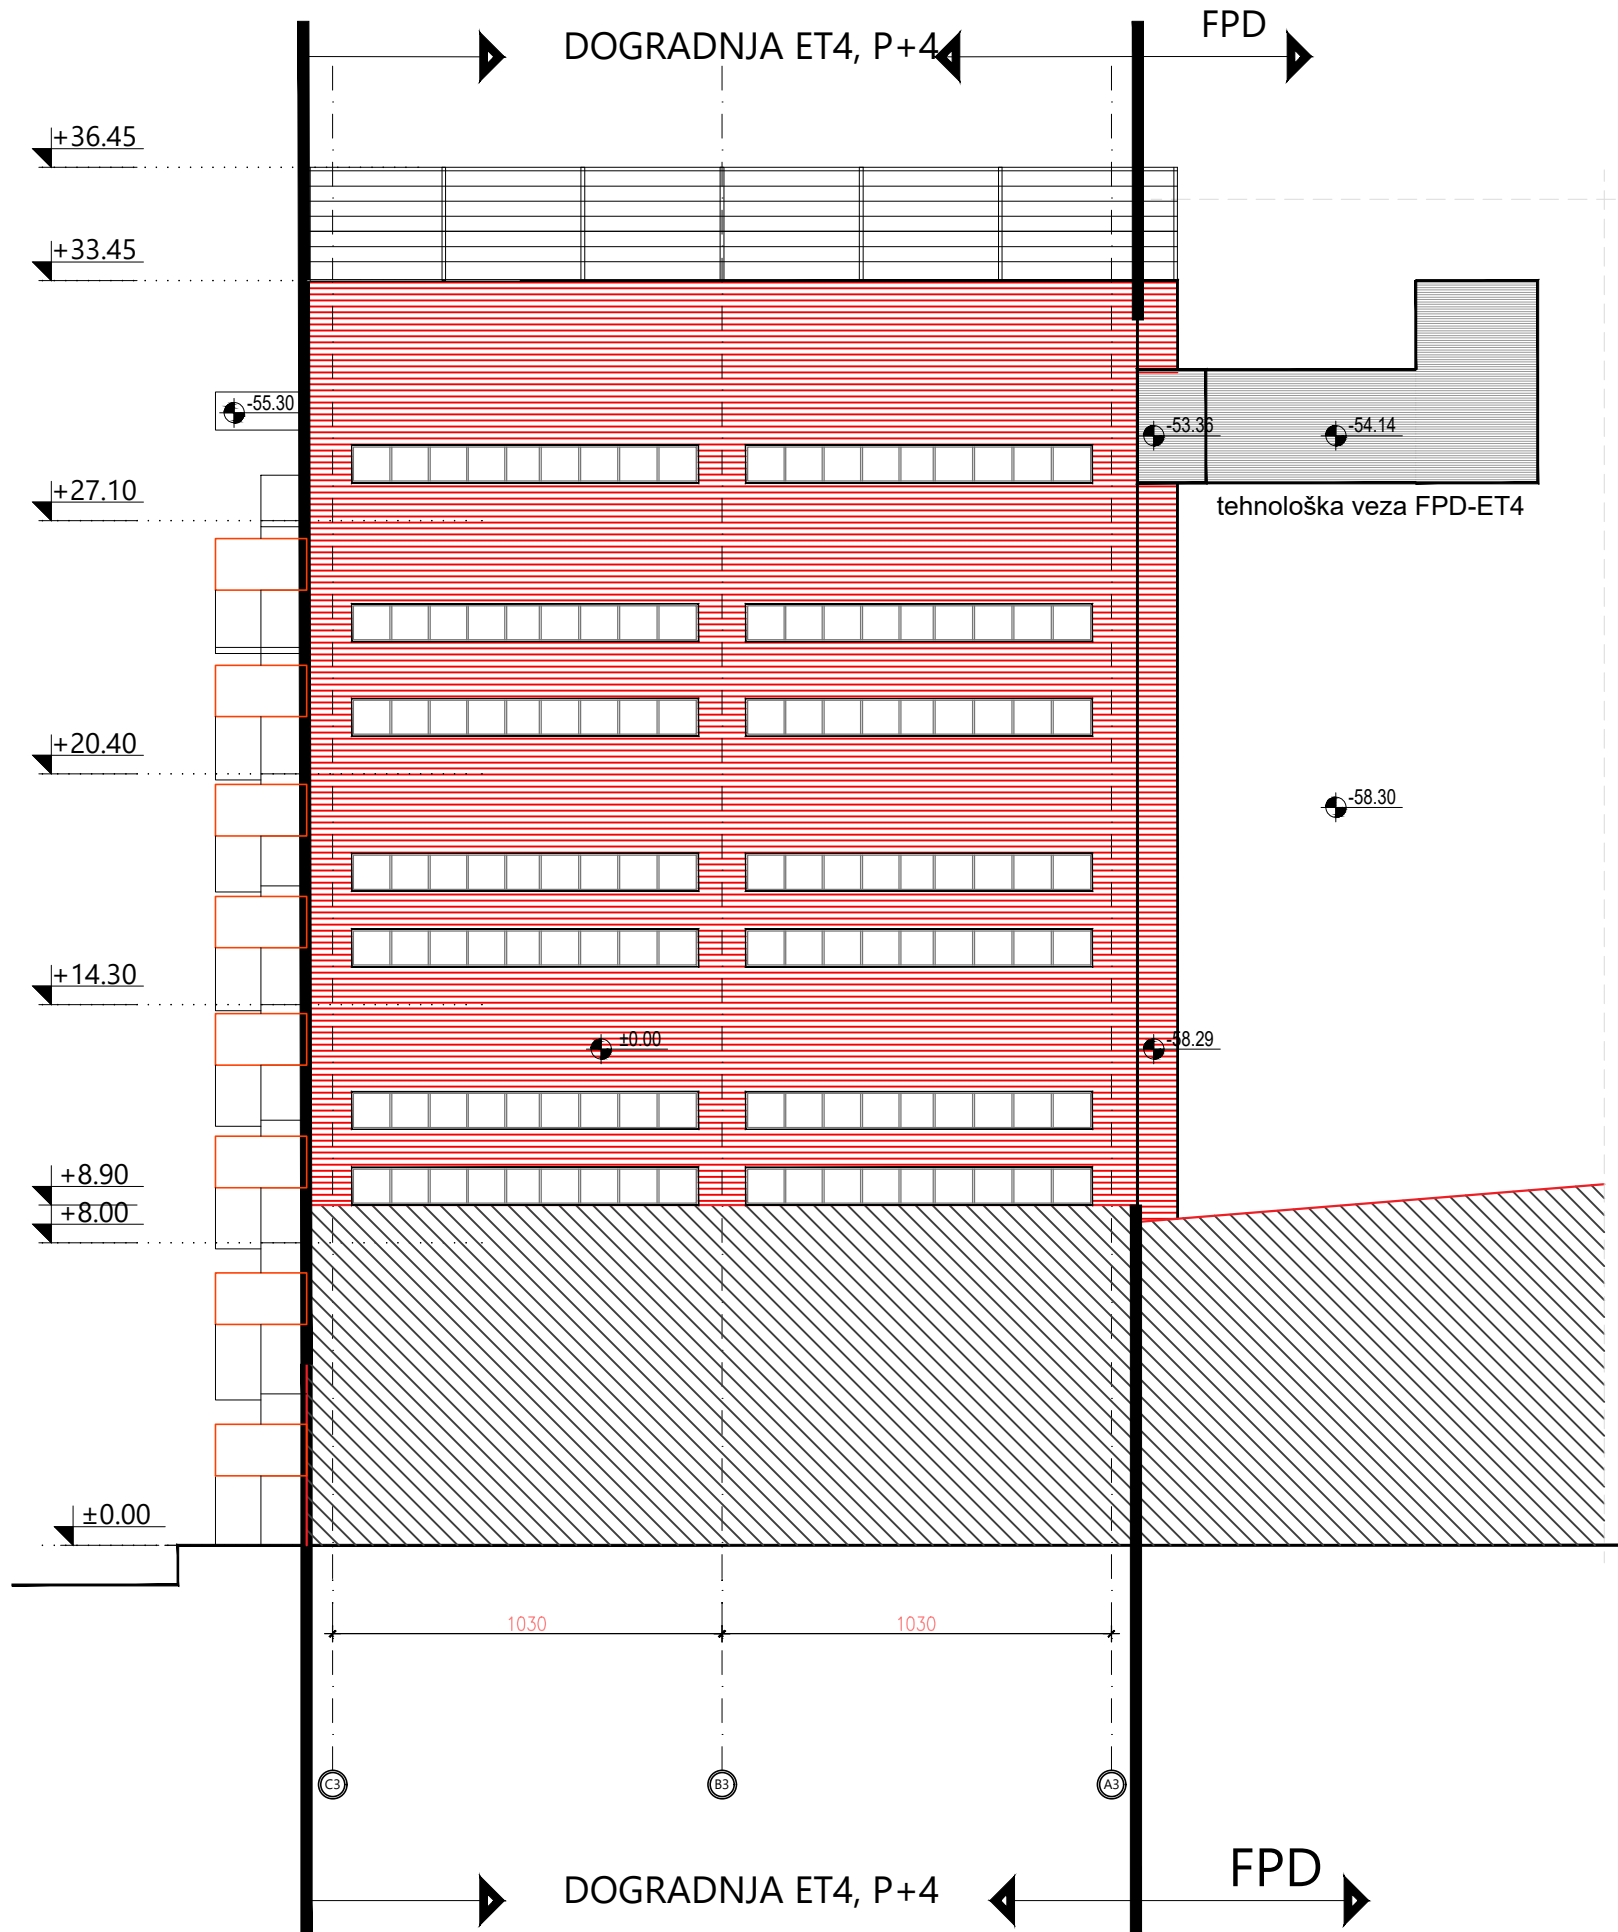 FPD
DOGRADNJA ET4, P+4
+36.45
+33.45
-55.30
-53.36
-54.14
+27.10
tehnološka veza FPD-ET4
+20.40
-58.30
+14.30
±0.00
-58.29
+8.90
+8.00
±0.00
1030 1030
C3 B3 A3
FPD
DOGRADNJA ET4, P+4